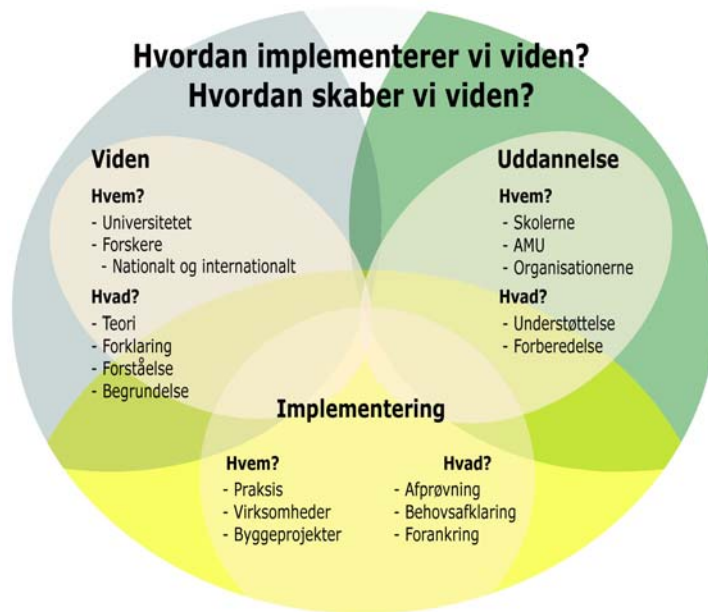 Hvordan implementerer vi viden?
Hvordan skaber vi viden?
Viden
Hvem?
- Universitetet
- Forskere
- Nationalt og internationalt
Hvad?
- Teori
- Forklaring
- Forståelse
- Begrundelse
Uddannelse
Hvem?
- Skolerne
- AMU
- Organisationerne
Hvad?
- Understøttelse
- Forberedelse
Implementering
Hvem?
- Praksis
- Virksomheder
- Byggeprojekter
Hvad?
- Afprøvning
- Behovsafklaring
- Forankring